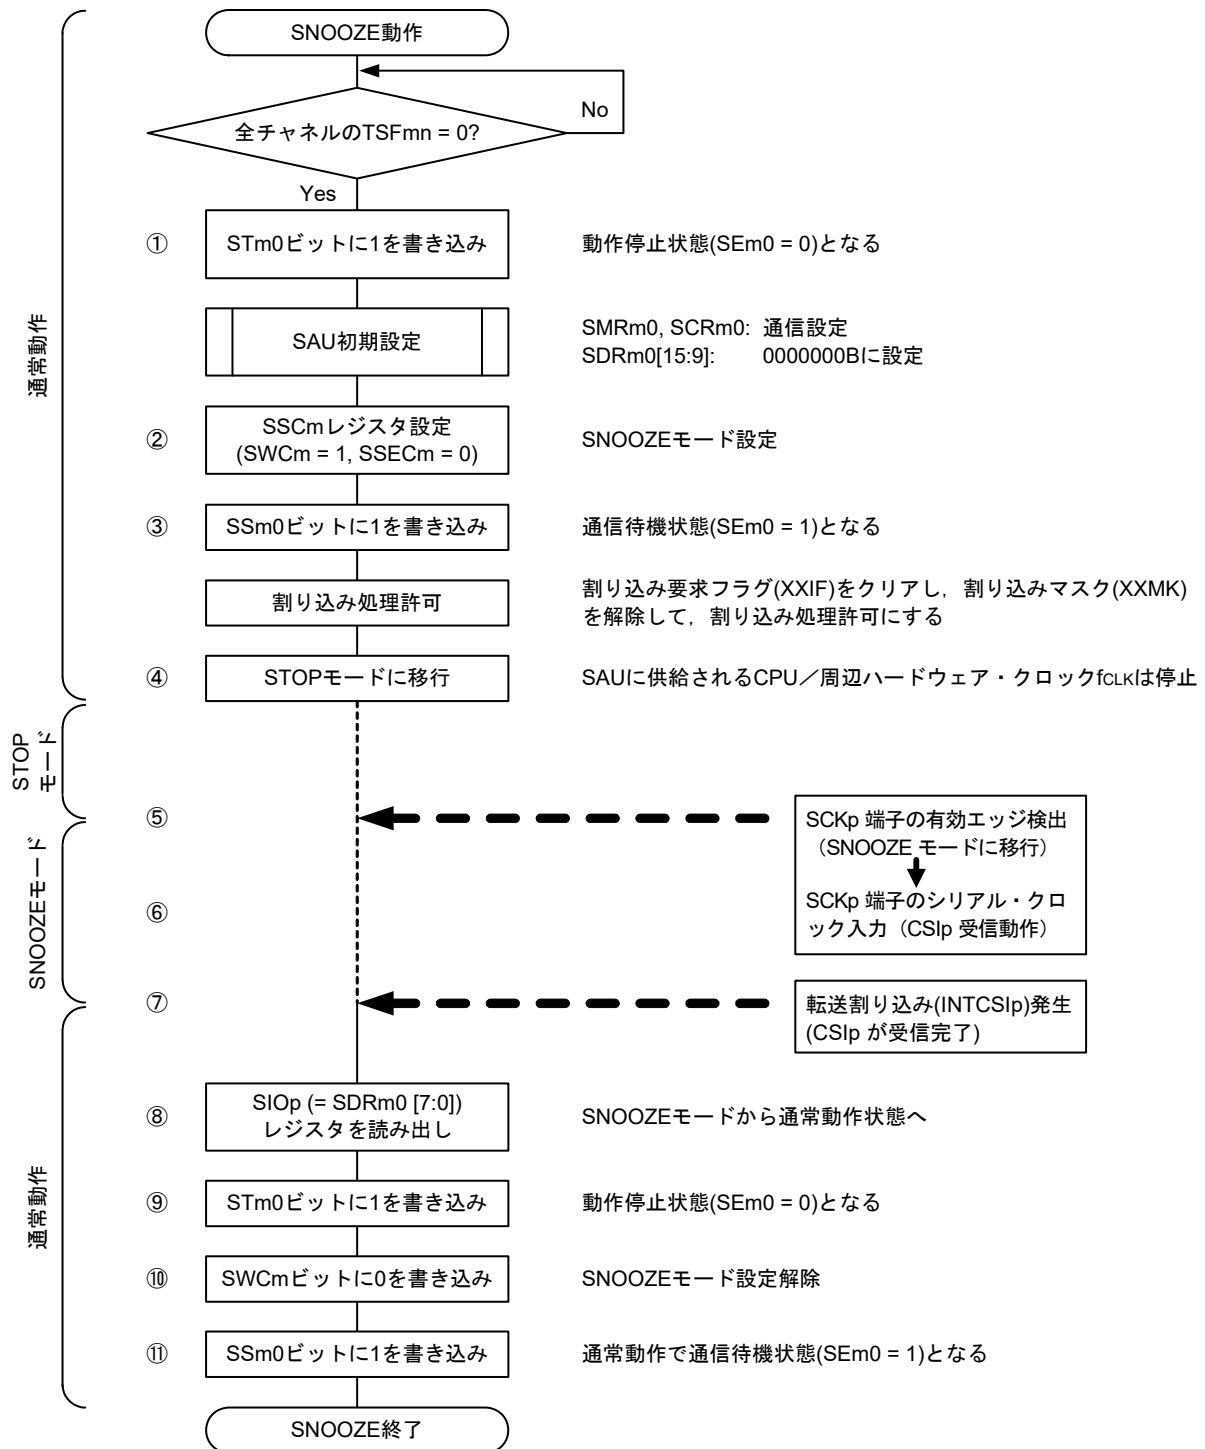 SNOOZE動作
No
全チャネルのTSFmn = 0?
Yes
① STm0ビットに1を書き込み 動作停止状態(SEm0 = 0)となる
SAU初期設定
SMRm0, SCRm0: 通信設定
SDRm0[15:9]: 0000000Bに設定
通常動作
② SSCmレジスタ設定
(SWCm = 1, SSECm = 0)
SNOOZEモード設定
③ SSm0ビットに1を書き込み 通信待機状態(SEm0 = 1)となる
割り込み処理許可
割り込み要求フラグ(XXIF)をクリアし，割り込みマスク(XXMK)
を解除して，割り込み処理許可にする
④ STOPモードに移行 SAUに供給されるCPU／周辺ハードウェア・クロックfCLKは停止
STOP
モード
⑤
SCKp 端子の有効エッジ検出
（SNOOZE モードに移行）
SNOOZEモード
⑥
SCKp 端子のシリアル・クロ
ック入力（CSIp 受信動作）
⑦
転送割り込み(INTCSIp)発生
(CSIp が受信完了)
⑧ SIOp (= SDRm0 [7:0])
レジスタを読み出し
SNOOZEモードから通常動作状態へ
通常動作
⑨ STm0ビットに1を書き込み 動作停止状態(SEm0 = 0)となる
⑩ SWCmビットに0を書き込み SNOOZEモード設定解除
⑪ SSm0ビットに1を書き込み 通常動作で通信待機状態(SEm0 = 1)となる
SNOOZE終了